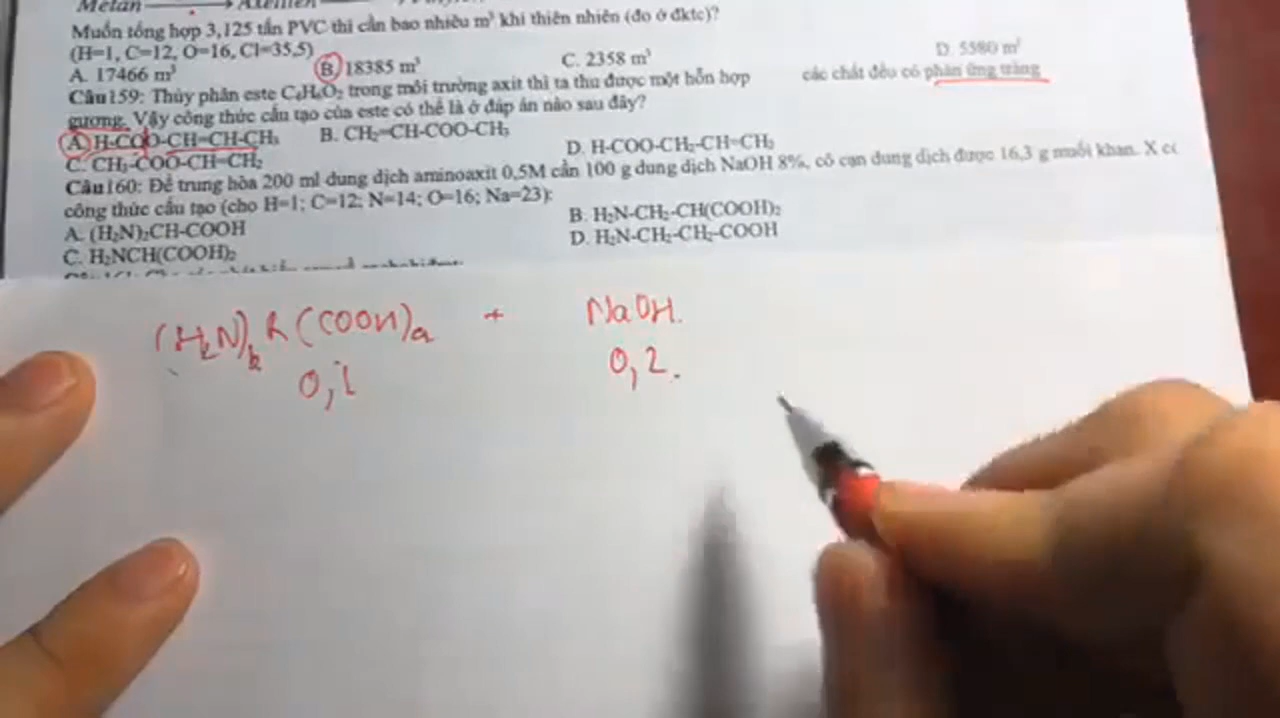 Metan Axetilen
Muốn tổng hợp 3,125 tấn PVC thì cần bao nhiêu m³ khí thiên nhiên (đo ở đktc)?
(H=1, C=12, O=16, Cl=35,5)
A. 17466 m³ B. 18385 m³ C. 2358 m³ D. 5580 m³
Câu159: Thủy phân este C₄H₆O₂ trong môi trường axit thì ta thu được một hỗn hợp các chất đều có phản ứng tráng
gương. Vậy công thức cấu tạo của este có thể là ở đáp án nào sau đây?
A. H-COO-CH=CH-CH₃ B. CH₂=CH-COO-CH₃
C. CH₃-COO-CH=CH₂ D. H-COO-CH₂-CH=CH₂
Câu160: Để trung hòa 200 ml dung dịch aminoaxit 0,5M cần 100 g dung dịch NaOH 8%, cô cạn dung dịch được 16,3 g muối khan. X có
công thức cấu tạo (cho H=1; C=12; N=14; O=16; Na=23):
A. (H₂N)₂CH-COOH B. H₂N-CH₂-CH(COOH)₂
C. H₂NCH(COOH)₂ D. H₂N-CH₂-CH₂-COOH
(H₂N)b R (COOH)a + NaOH.
0,1 0,2.